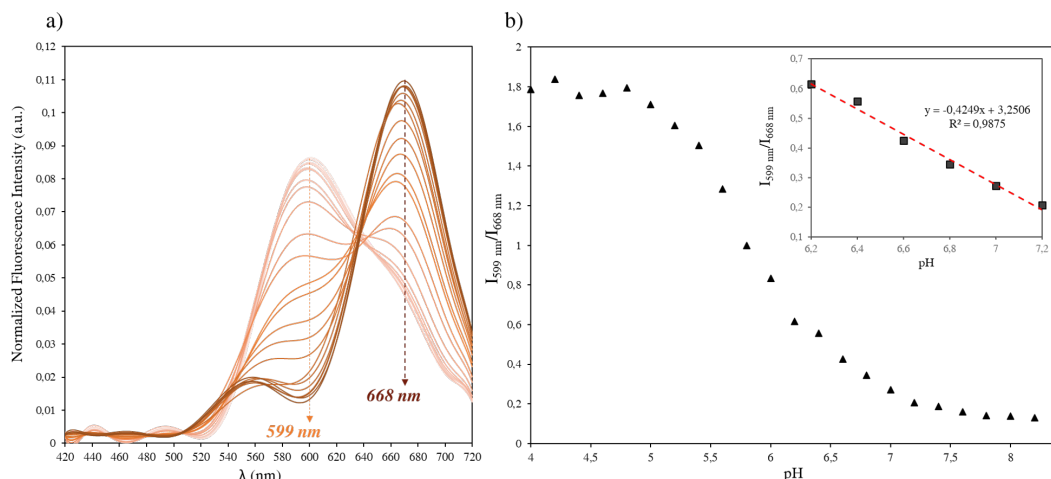 a)
Normalized Fluorescence Intensity (a.u.)
0,12
0,11
0,1
0,09
0,08
0,07
0,06
0,05
0,04
0,03
0,02
0,01
0
420 440 460 480 500 520 540 560 580 600 620 640 660 680 700 720
λ (nm)
599 nm
668 nm
b)
I599 nm/I668 nm
2
1,8
1,6
1,4
1,2
1
0,8
0,6
0,4
0,2
0
4 4,5 5 5,5 6 6,5 7 7,5 8
pH
I599 nm/I668 nm
0,7
0,6
0,5
0,4
0,3
0,2
0,1
y = -0,4249x + 3,2506
R² = 0,9875
6,2 6,4 6,6 6,8 7 7,2
pH